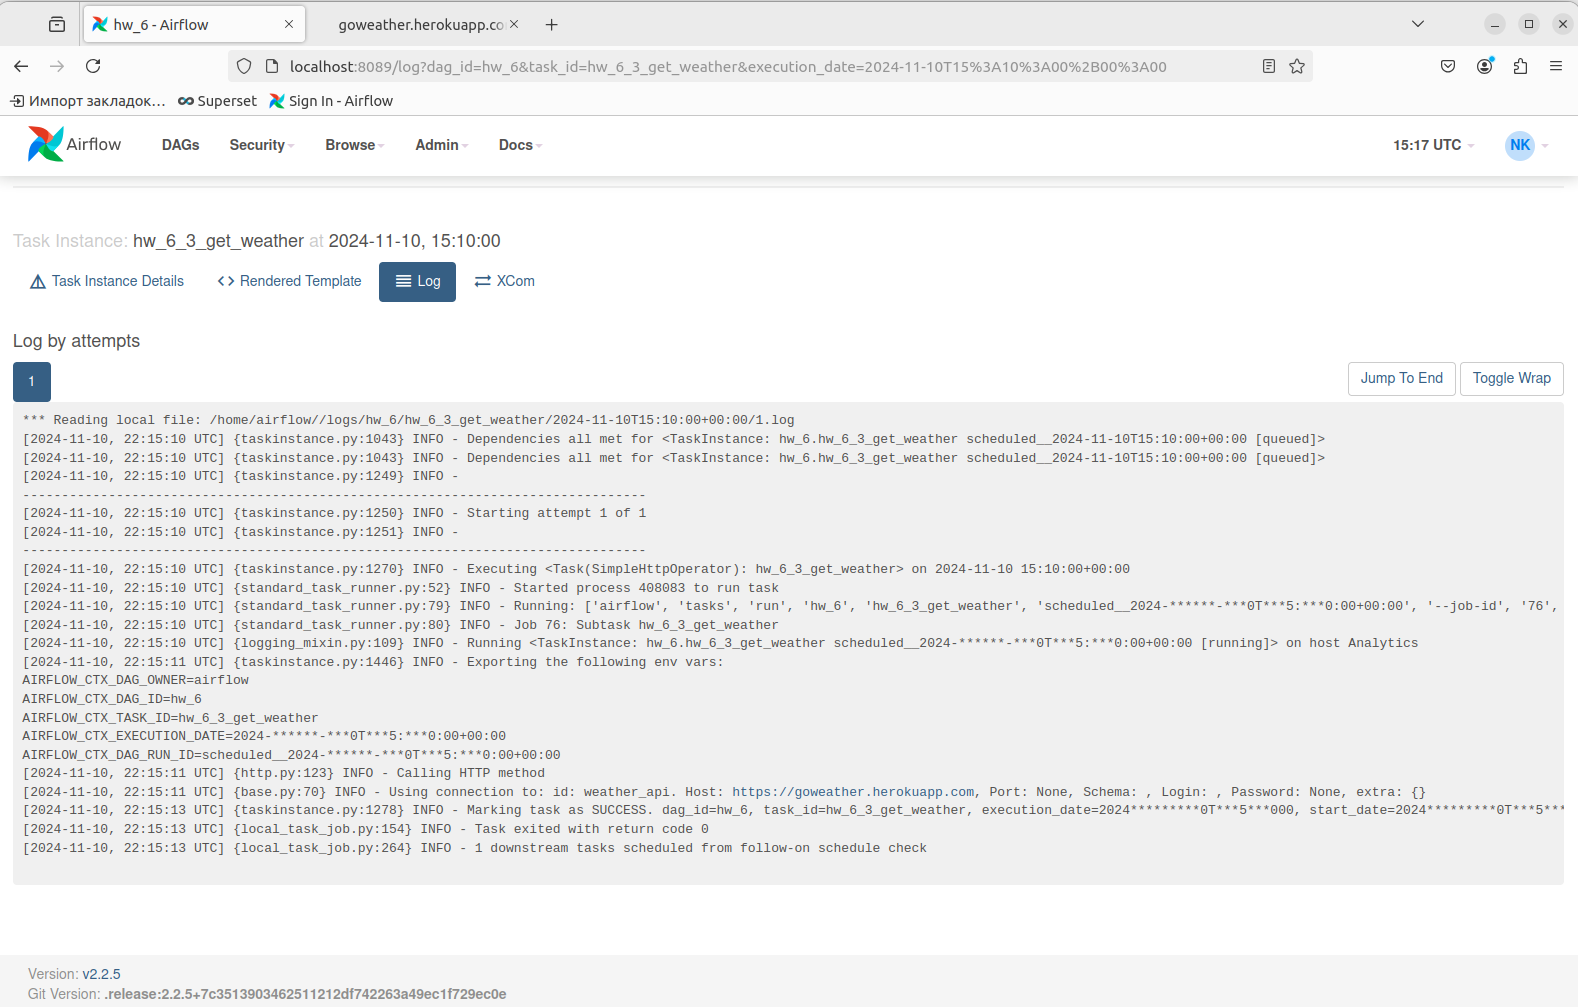 hw_6 - Airflow
goweather.herokuapp.co
localhost:8089/log?dag_id=hw_6&task_id=hw_6_3_get_weather&execution_date=2024-11-10T15%3A10%3A00%2B00%3A00
Импорт закладок… Superset Sign In - Airflow
Airflow DAGs Security Browse Admin Docs 15:17 UTC NK
Task Instance: hw_6_3_get_weather at 2024-11-10, 15:10:00
Task Instance Details Rendered Template Log XCom
Log by attempts
1 Jump To End Toggle Wrap
*** Reading local file: /home/airflow//logs/hw_6/hw_6_3_get_weather/2024-11-10T15:10:00+00:00/1.log
[2024-11-10, 22:15:10 UTC] {taskinstance.py:1043} INFO - Dependencies all met for <TaskInstance: hw_6.hw_6_3_get_weather scheduled__2024-11-10T15:10:00+00:00 [queued]>
[2024-11-10, 22:15:10 UTC] {taskinstance.py:1043} INFO - Dependencies all met for <TaskInstance: hw_6.hw_6_3_get_weather scheduled__2024-11-10T15:10:00+00:00 [queued]>
[2024-11-10, 22:15:10 UTC] {taskinstance.py:1249} INFO -
--------------------------------------------------------------------------------
[2024-11-10, 22:15:10 UTC] {taskinstance.py:1250} INFO - Starting attempt 1 of 1
[2024-11-10, 22:15:10 UTC] {taskinstance.py:1251} INFO -
--------------------------------------------------------------------------------
[2024-11-10, 22:15:10 UTC] {taskinstance.py:1270} INFO - Executing <Task(SimpleHttpOperator): hw_6_3_get_weather> on 2024-11-10 15:10:00+00:00
[2024-11-10, 22:15:10 UTC] {standard_task_runner.py:52} INFO - Started process 408083 to run task
[2024-11-10, 22:15:10 UTC] {standard_task_runner.py:79} INFO - Running: ['airflow', 'tasks', 'run', 'hw_6', 'hw_6_3_get_weather', 'scheduled__2024-******-***0T***5:***0:00+00:00', '--job-id', '76',
[2024-11-10, 22:15:10 UTC] {standard_task_runner.py:80} INFO - Job 76: Subtask hw_6_3_get_weather
[2024-11-10, 22:15:10 UTC] {logging_mixin.py:109} INFO - Running <TaskInstance: hw_6.hw_6_3_get_weather scheduled__2024-******-***0T***5:***0:00+00:00 [running]> on host Analytics
[2024-11-10, 22:15:11 UTC] {taskinstance.py:1446} INFO - Exporting the following env vars:
AIRFLOW_CTX_DAG_OWNER=airflow
AIRFLOW_CTX_DAG_ID=hw_6
AIRFLOW_CTX_TASK_ID=hw_6_3_get_weather
AIRFLOW_CTX_EXECUTION_DATE=2024-******-***0T***5:***0:00+00:00
AIRFLOW_CTX_DAG_RUN_ID=scheduled__2024-******-***0T***5:***0:00+00:00
[2024-11-10, 22:15:11 UTC] {http.py:123} INFO - Calling HTTP method
[2024-11-10, 22:15:11 UTC] {base.py:70} INFO - Using connection to: id: weather_api. Host: https://goweather.herokuapp.com, Port: None, Schema: , Login: , Password: None, extra: {}
[2024-11-10, 22:15:13 UTC] {taskinstance.py:1278} INFO - Marking task as SUCCESS. dag_id=hw_6, task_id=hw_6_3_get_weather, execution_date=2024*********0T***5***000, start_date=2024*********0T***5***
[2024-11-10, 22:15:13 UTC] {local_task_job.py:154} INFO - Task exited with return code 0
[2024-11-10, 22:15:13 UTC] {local_task_job.py:264} INFO - 1 downstream tasks scheduled from follow-on schedule check
Version: v2.2.5
Git Version: .release:2.2.5+7c3513903462511212df742263a49ec1f729ec0e